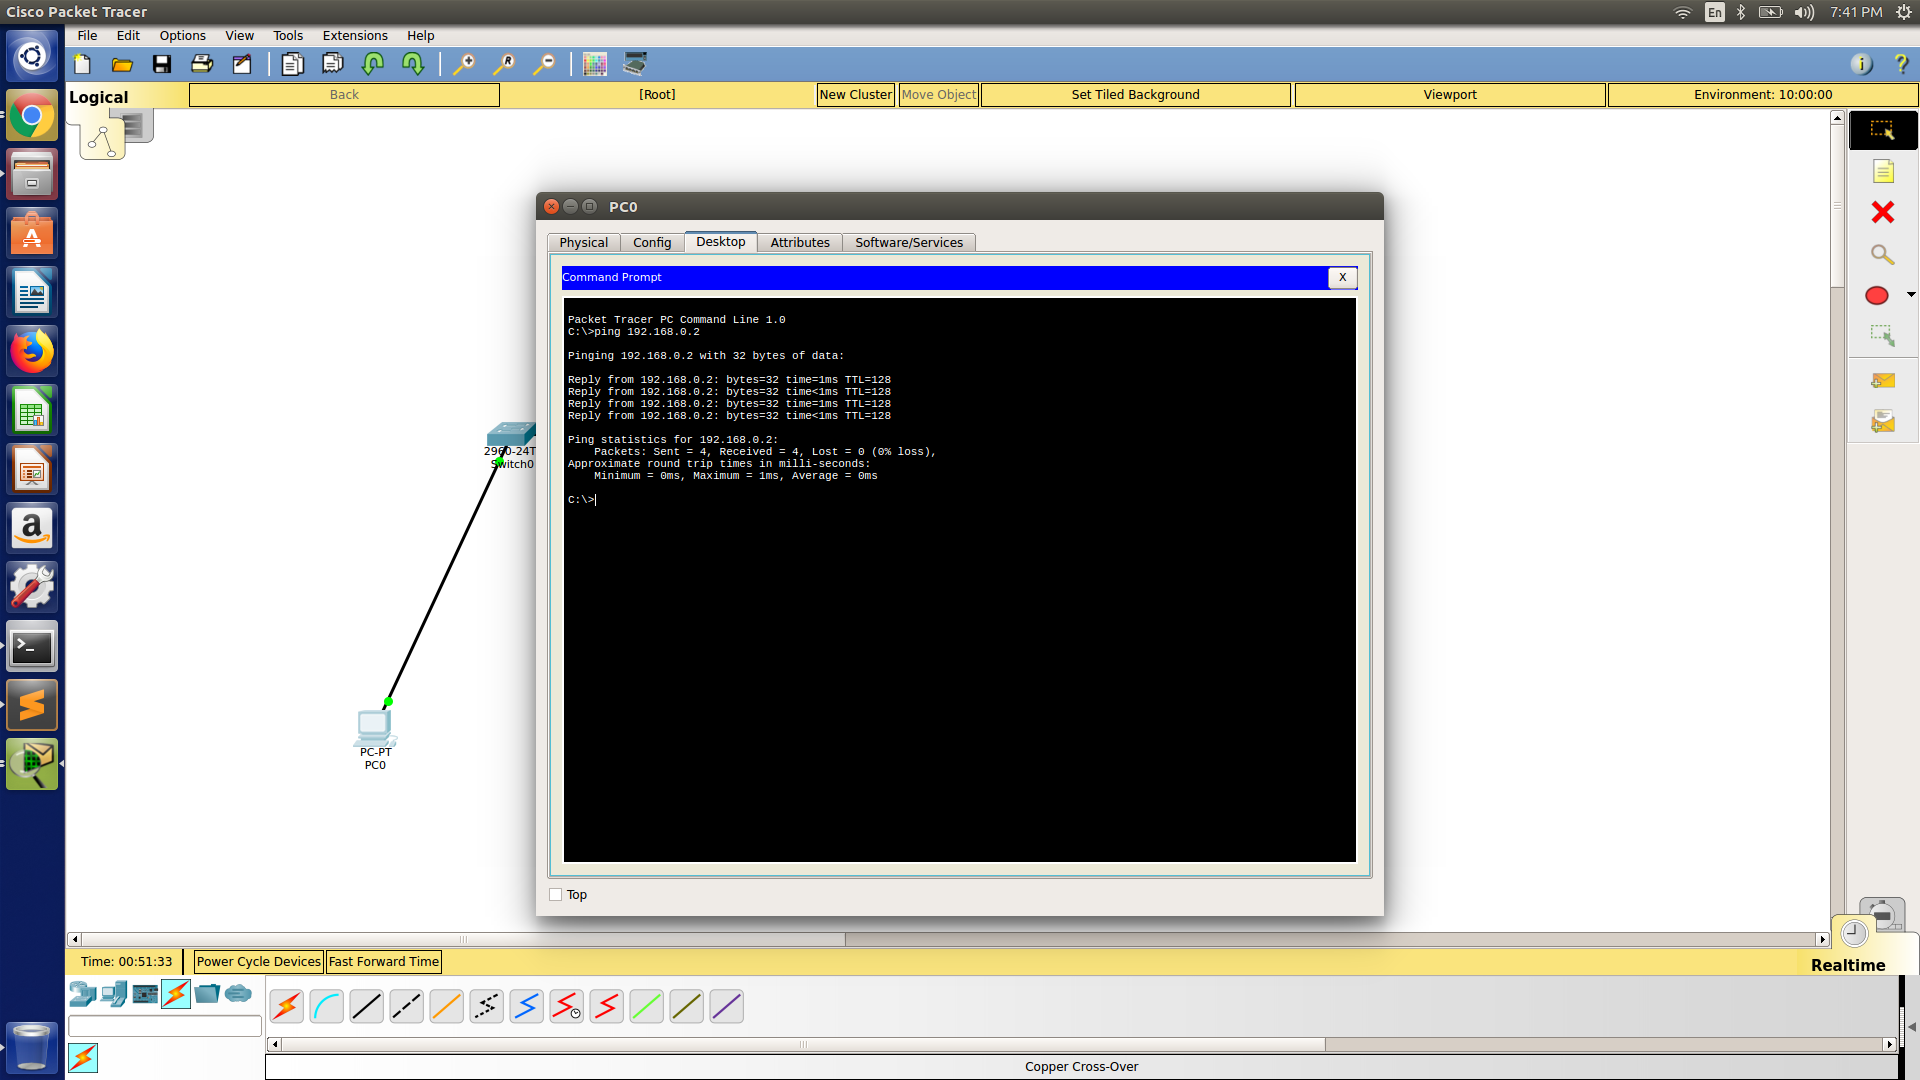 Cisco Packet Tracer
En
7:41 PM
File Edit Options View Tools Extensions Help
Logical
Back
[Root]
New Cluster
Move Object
Set Tiled Background
Viewport
Environment: 10:00:00
PC0
Physical Config Desktop Attributes Software/Services
Command Prompt
X
Packet Tracer PC Command Line 1.0
C:\>ping 192.168.0.2
Pinging 192.168.0.2 with 32 bytes of data:
Reply from 192.168.0.2: bytes=32 time=1ms TTL=128
Reply from 192.168.0.2: bytes=32 time<1ms TTL=128
Reply from 192.168.0.2: bytes=32 time=1ms TTL=128
Reply from 192.168.0.2: bytes=32 time<1ms TTL=128
Ping statistics for 192.168.0.2:
Packets: Sent = 4, Received = 4, Lost = 0 (0% loss),
Approximate round trip times in milli-seconds:
Minimum = 0ms, Maximum = 1ms, Average = 0ms
C:\>
2960-24T
Switch0
PC-PT
PC0
Top
Time: 00:51:33
Power Cycle Devices
Fast Forward Time
Realtime
Copper Cross-Over